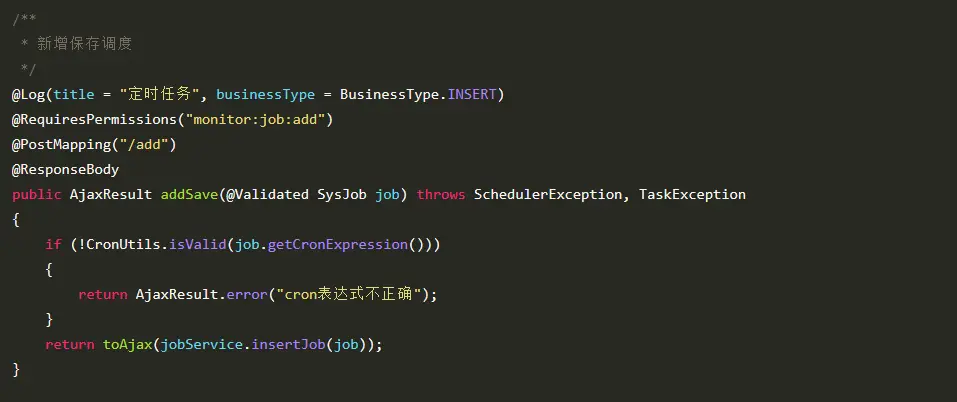 /**
 * 新增保存调度
 */
@Log(title = "定时任务", businessType = BusinessType.INSERT)
@RequiresPermissions("monitor:job:add")
@PostMapping("/add")
@ResponseBody
public AjaxResult addSave(@Validated SysJob job) throws SchedulerException, TaskException
{
    if (!CronUtils.isValid(job.getCronExpression()))
    {
        return AjaxResult.error("cron表达式不正确");
    }
    return toAjax(jobService.insertJob(job));
}